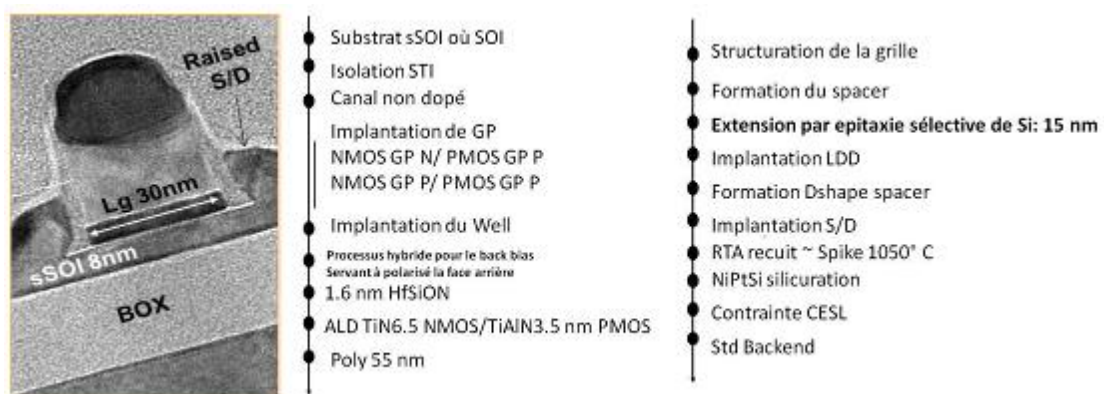 Raised
S/D
Lg 30nm
sSOI 8nm
BOX
Substrat sSOI où SOI
Isolation STI
Canal non dopé
Implantation de GP
NMOS GP N/ PMOS GP P
NMOS GP P/ PMOS GP P
Implantation du Well
Processus hybride pour le back bias
Servant à polarisé la face arrière
1.6 nm HfSiON
ALD TiN6.5 NMOS/TiAlN3.5 nm PMOS
Poly 55 nm
Structuration de la grille
Formation du spacer
Extension par epitaxie sélective de Si: 15 nm
Implantation LDD
Formation Dshape spacer
Implantation S/D
RTA recuit ~ Spike 1050° C
NiPtSi silicuration
Contrainte CESL
Std Backend